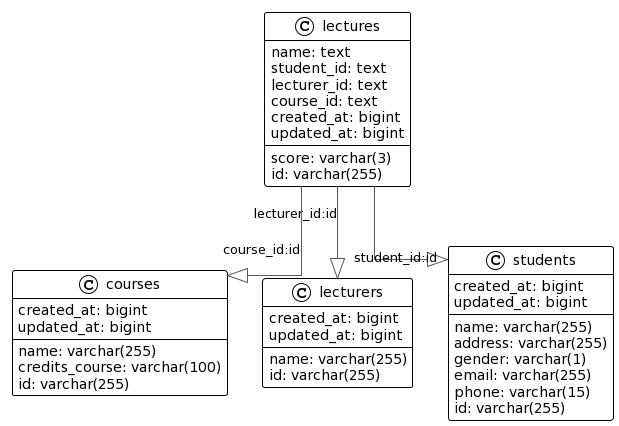 C lectures
name: text
student_id: text
lecturer_id: text
course_id: text
created_at: bigint
updated_at: bigint
score: varchar(3)
id: varchar(255)
lecturer_id:id
course_id:id
student_id:id
C courses
created_at: bigint
updated_at: bigint
name: varchar(255)
credits_course: varchar(100)
id: varchar(255)
C lecturers
created_at: bigint
updated_at: bigint
name: varchar(255)
id: varchar(255)
C students
created_at: bigint
updated_at: bigint
name: varchar(255)
address: varchar(255)
gender: varchar(1)
email: varchar(255)
phone: varchar(15)
id: varchar(255)